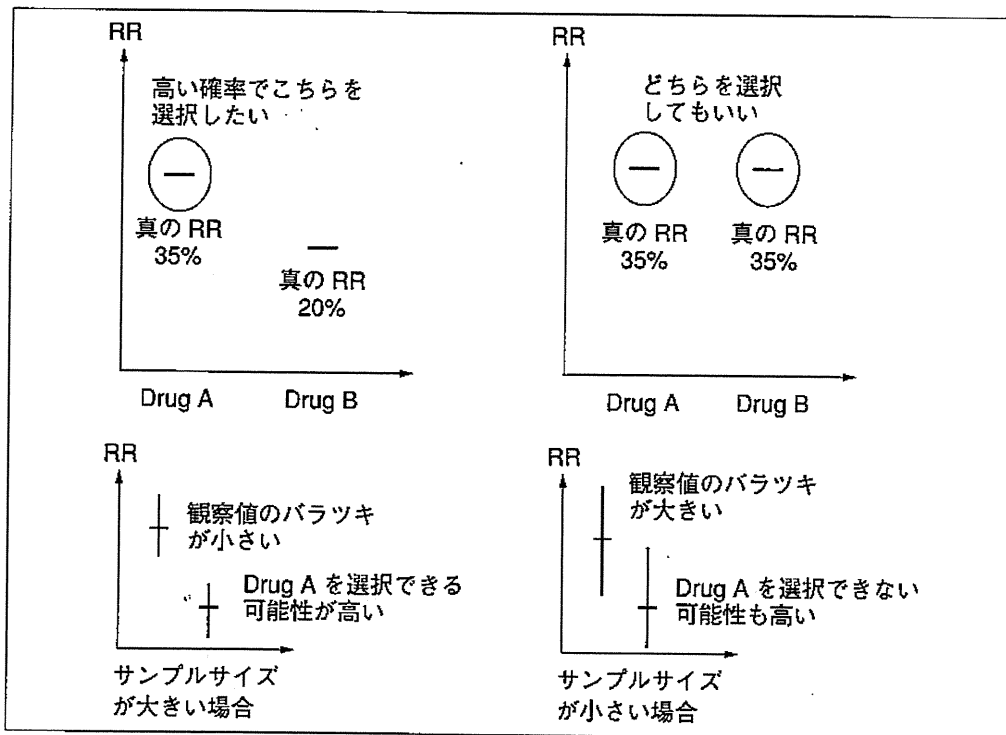 RR
高い確率でこちらを
選択したい
真の RR
35%
真の RR
20%
Drug A
Drug B
RR
どちらを選択
してもいい
真の RR
35%
真の RR
35%
Drug A
Drug B
RR
観察値のバラツキ
が小さい
Drug A を選択できる
可能性が高い
サンプルサイズ
が大きい場合
RR
観察値のバラツキ
が大きい
Drug A を選択できない
可能性も高い
サンプルサイズ
が小さい場合